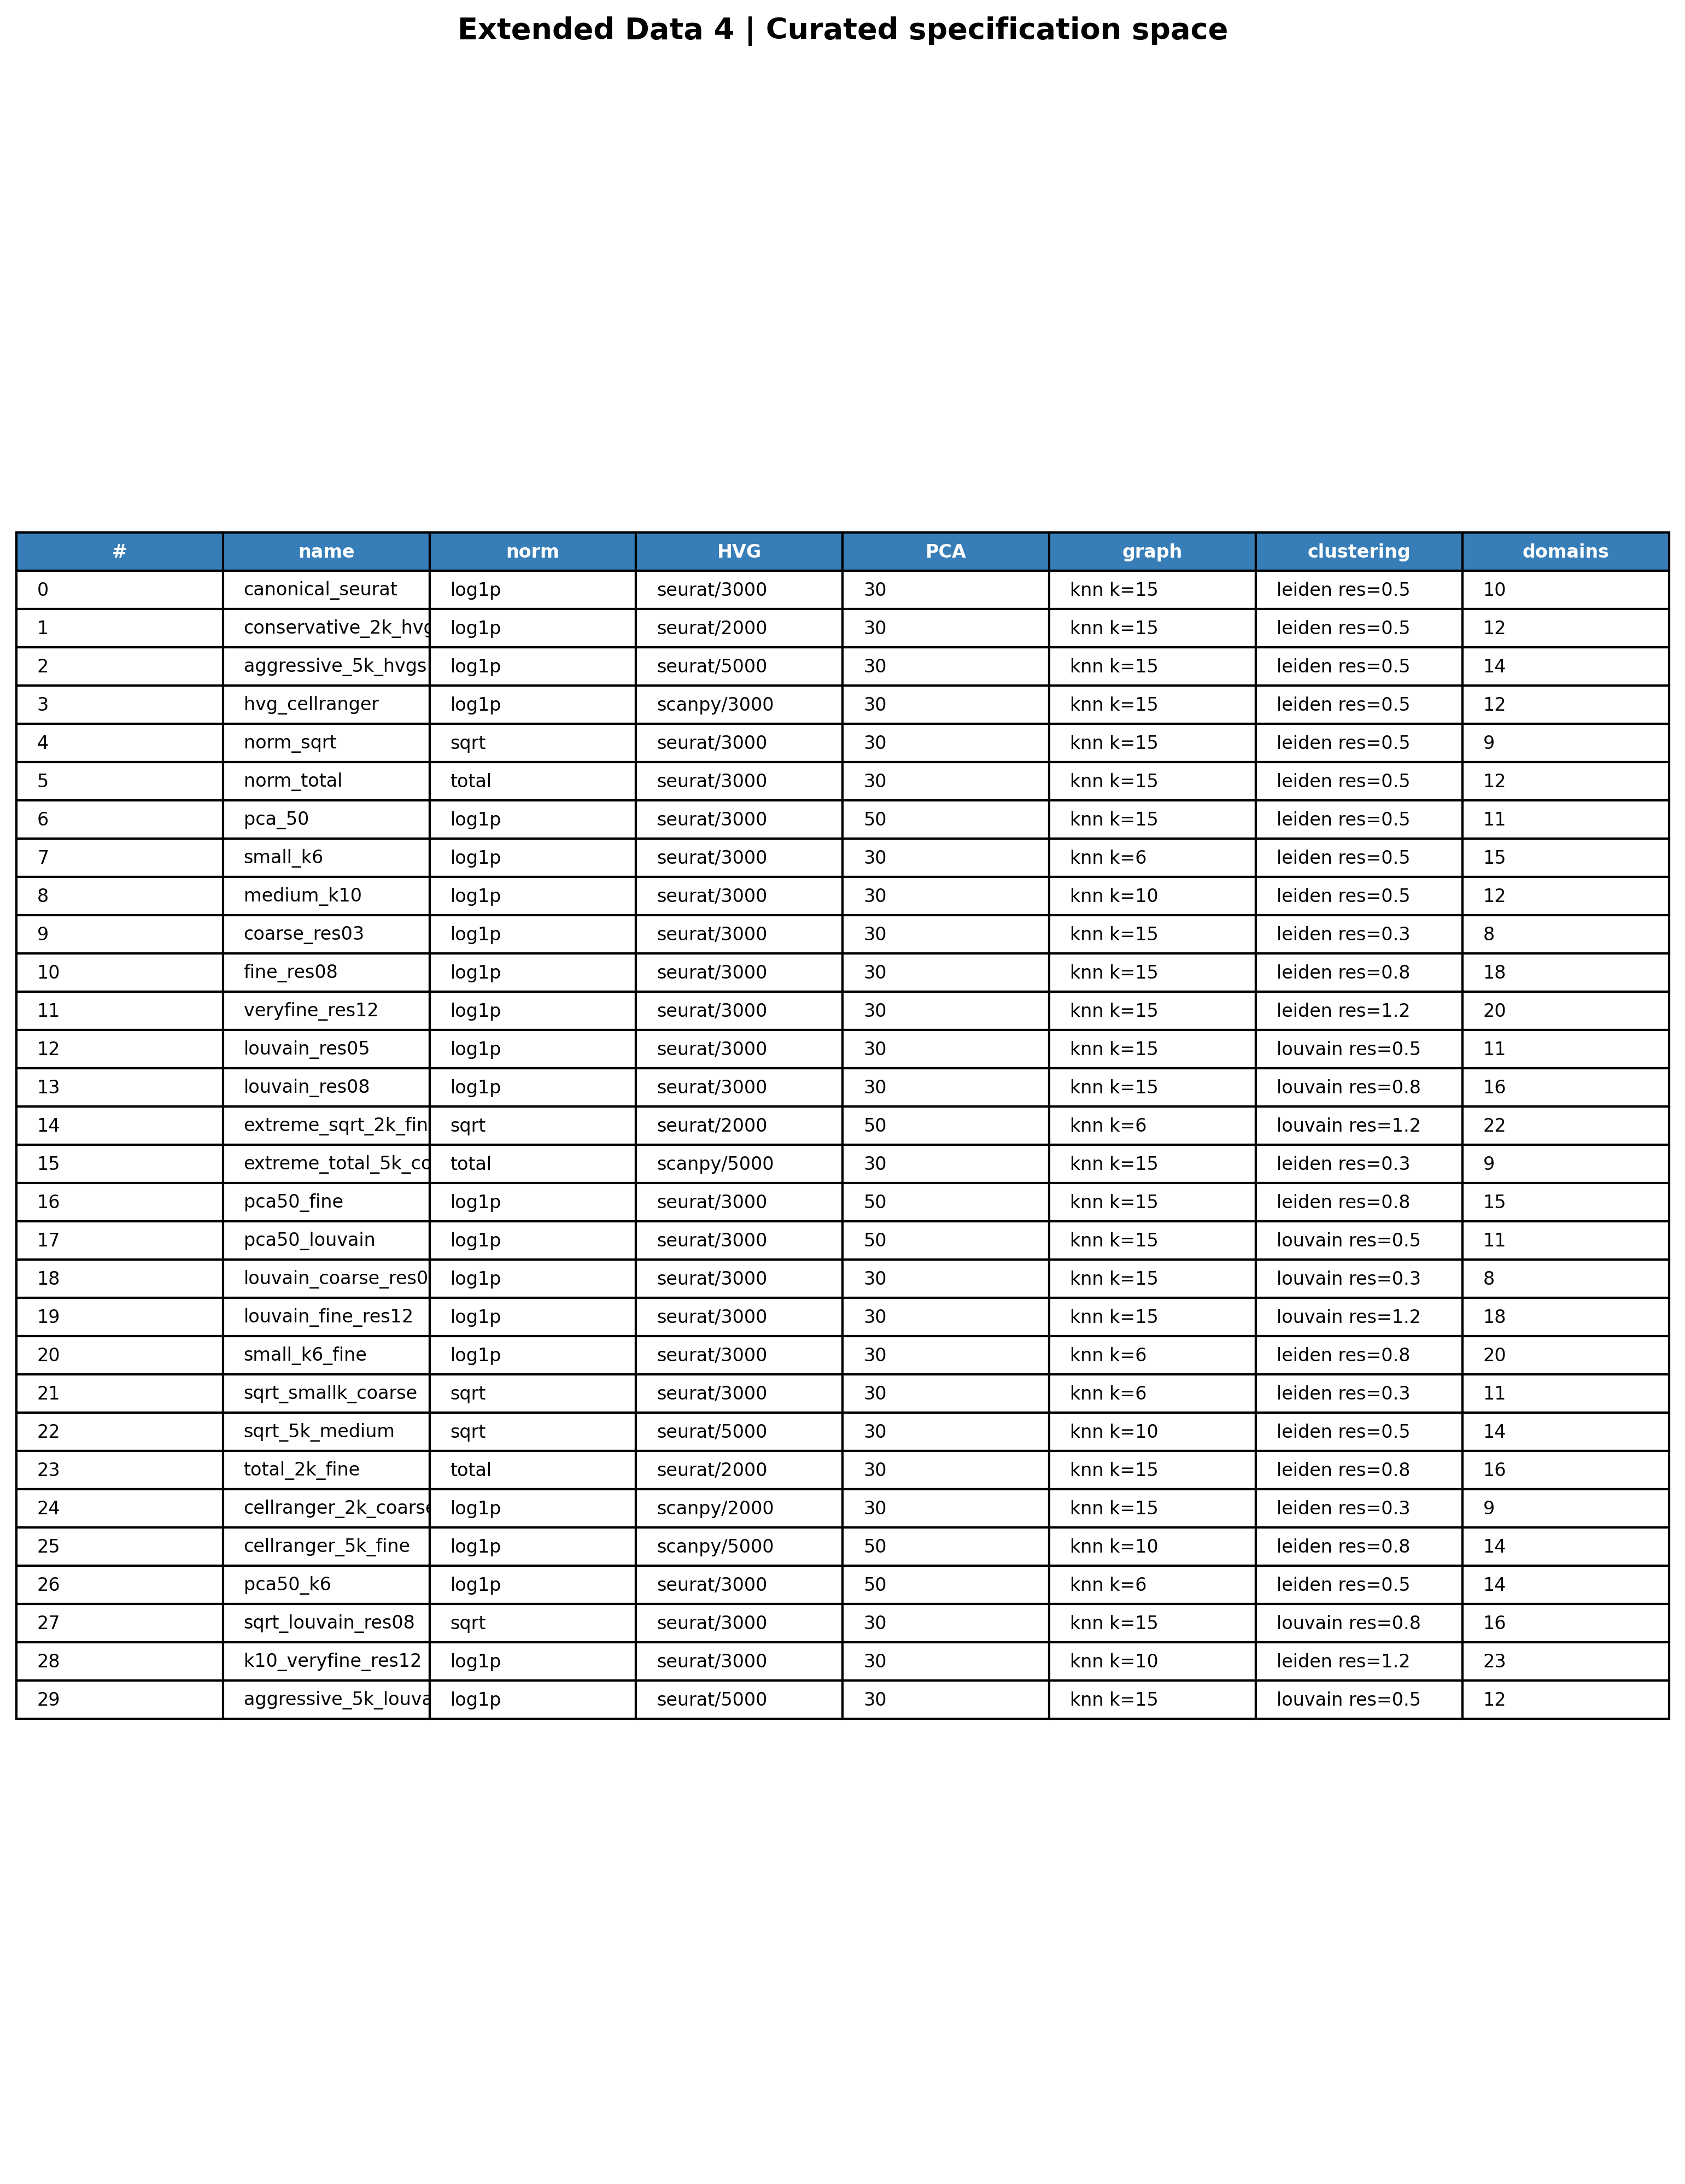 Extended Data 4 | Curated specification space
# name norm HVG PCA graph clustering domains
0 canonical_seurat log1p seurat/3000 30 knn k=15 leiden res=0.5 10
1 conservative_2k_hvg log1p seurat/2000 30 knn k=15 leiden res=0.5 12
2 aggressive_5k_hvgs log1p seurat/5000 30 knn k=15 leiden res=0.5 14
3 hvg_cellranger log1p scanpy/3000 30 knn k=15 leiden res=0.5 12
4 norm_sqrt sqrt seurat/3000 30 knn k=15 leiden res=0.5 9
5 norm_total total seurat/3000 30 knn k=15 leiden res=0.5 12
6 pca_50 log1p seurat/3000 50 knn k=15 leiden res=0.5 11
7 small_k6 log1p seurat/3000 30 knn k=6 leiden res=0.5 15
8 medium_k10 log1p seurat/3000 30 knn k=10 leiden res=0.5 12
9 coarse_res03 log1p seurat/3000 30 knn k=15 leiden res=0.3 8
10 fine_res08 log1p seurat/3000 30 knn k=15 leiden res=0.8 18
11 veryfine_res12 log1p seurat/3000 30 knn k=15 leiden res=1.2 20
12 louvain_res05 log1p seurat/3000 30 knn k=15 louvain res=0.5 11
13 louvain_res08 log1p seurat/3000 30 knn k=15 louvain res=0.8 16
14 extreme_sqrt_2k_fin sqrt seurat/2000 50 knn k=6 louvain res=1.2 22
15 extreme_total_5k_co total scanpy/5000 30 knn k=15 leiden res=0.3 9
16 pca50_fine log1p seurat/3000 50 knn k=15 leiden res=0.8 15
17 pca50_louvain log1p seurat/3000 50 knn k=15 louvain res=0.5 11
18 louvain_coarse_res0 log1p seurat/3000 30 knn k=15 louvain res=0.3 8
19 louvain_fine_res12 log1p seurat/3000 30 knn k=15 louvain res=1.2 18
20 small_k6_fine log1p seurat/3000 30 knn k=6 leiden res=0.8 20
21 sqrt_smallk_coarse sqrt seurat/3000 30 knn k=6 leiden res=0.3 11
22 sqrt_5k_medium sqrt seurat/5000 30 knn k=10 leiden res=0.5 14
23 total_2k_fine total seurat/2000 30 knn k=15 leiden res=0.8 16
24 cellranger_2k_coarse log1p scanpy/2000 30 knn k=15 leiden res=0.3 9
25 cellranger_5k_fine log1p scanpy/5000 50 knn k=10 leiden res=0.8 14
26 pca50_k6 log1p seurat/3000 50 knn k=6 leiden res=0.5 14
27 sqrt_louvain_res08 sqrt seurat/3000 30 knn k=15 louvain res=0.8 16
28 k10_veryfine_res12 log1p seurat/3000 30 knn k=10 leiden res=1.2 23
29 aggressive_5k_louva log1p seurat/5000 30 knn k=15 louvain res=0.5 12